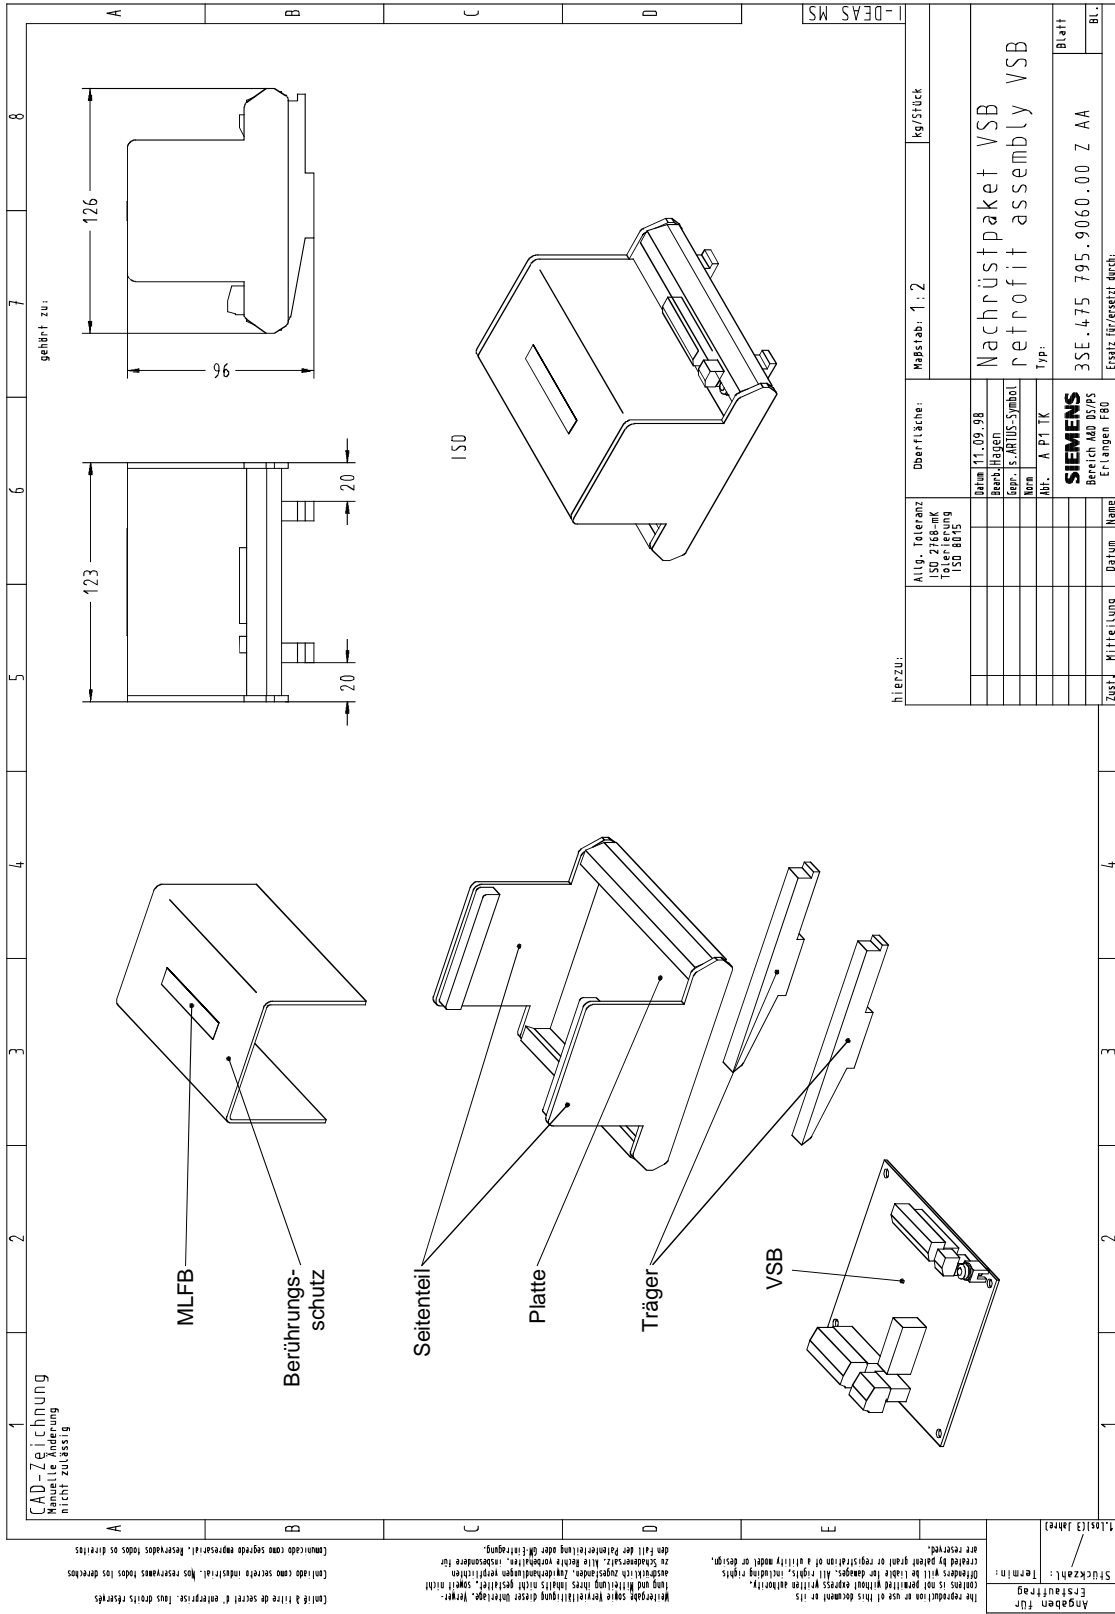 CAD-Zeichnung
Manuelle Änderung
nicht zulässig
1
2
3
4
5
6
7
8
A
B
C
D
E
gehört zu:
123
20
20
126
96
ISO
MLFB
Berührungs-
schutz
Seitenteil
Platte
Träger
VSB
I-DEAS MS
hierzu:
Allg. Toleranz
ISO 2768-mK
Tolerierung
ISO 8015
Oberfläche:
Maßstab: 1:2
kg/Stück
Datum 11.09.98
Bearb. Hagen
Gepr. s.ARTUS-Symbol
Norm
Abt. A P1 TK
Nachrüstpaket VSB
retrofit assembly VSB
Typ:
SIEMENS
Bereich A&D DS/PS
Erlangen F80
3SE.475 795.9060.00 Z AA
Blatt
Bl.
Zust. Mitteilung Datum Name
Ersatz für/ersetzt durch:
1
2
3
4
A
B
C
D
Confié à titre de secret d' entreprise. Tous droits réservés
Confiado como secreto industrial. Nos reservamos todos los derechos
Comunicado como segredo empresarial. Reservados todos os direitos
Weitergabe sowie Vervielfältigung dieser Unterlage, Verwer-
tung und Mitteilung ihres Inhalts nicht gestattet, soweit nicht
ausdrücklich zugestanden. Zuwiderhandlungen verpflichten
zu Schadenersatz. Alle Rechte vorbehalten, insbesondere für
den Fall der Patenterteilung oder GM-Eintragung.
The reproduction or use of this document or its
contend is not permitted without express written authority.
Offenders will be liable for damages. All rights, including rights
created by patent grant or registration of a utility model or design,
are reserved.
Angaben für
Erstauftrag
Stückzahl: Termin:
1.Los(3 Jahre)